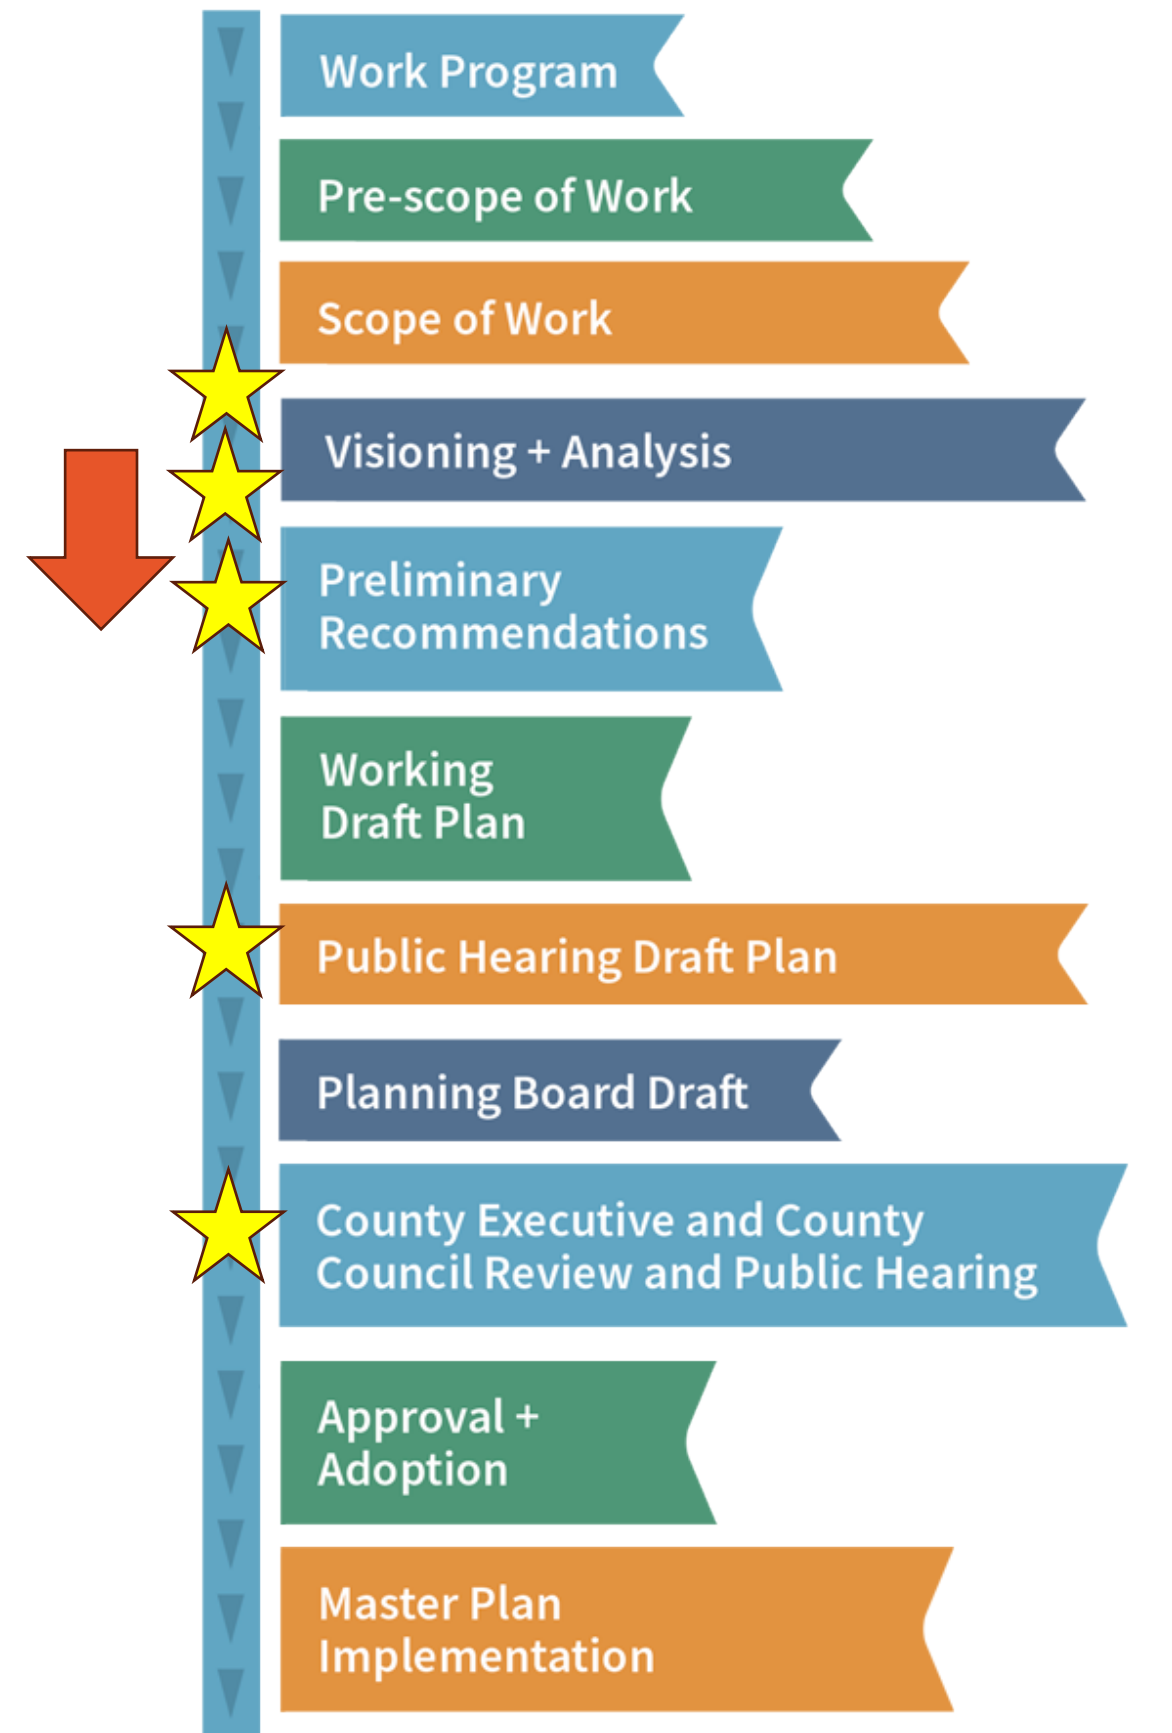 Work Program
Pre-scope of Work
Scope of Work
Visioning + Analysis
Preliminary
Recommendations
Working
Draft Plan
Public Hearing Draft Plan
Planning Board Draft
County Executive and County
Council Review and Public Hearing
Approval +
Adoption
Master Plan
Implementation